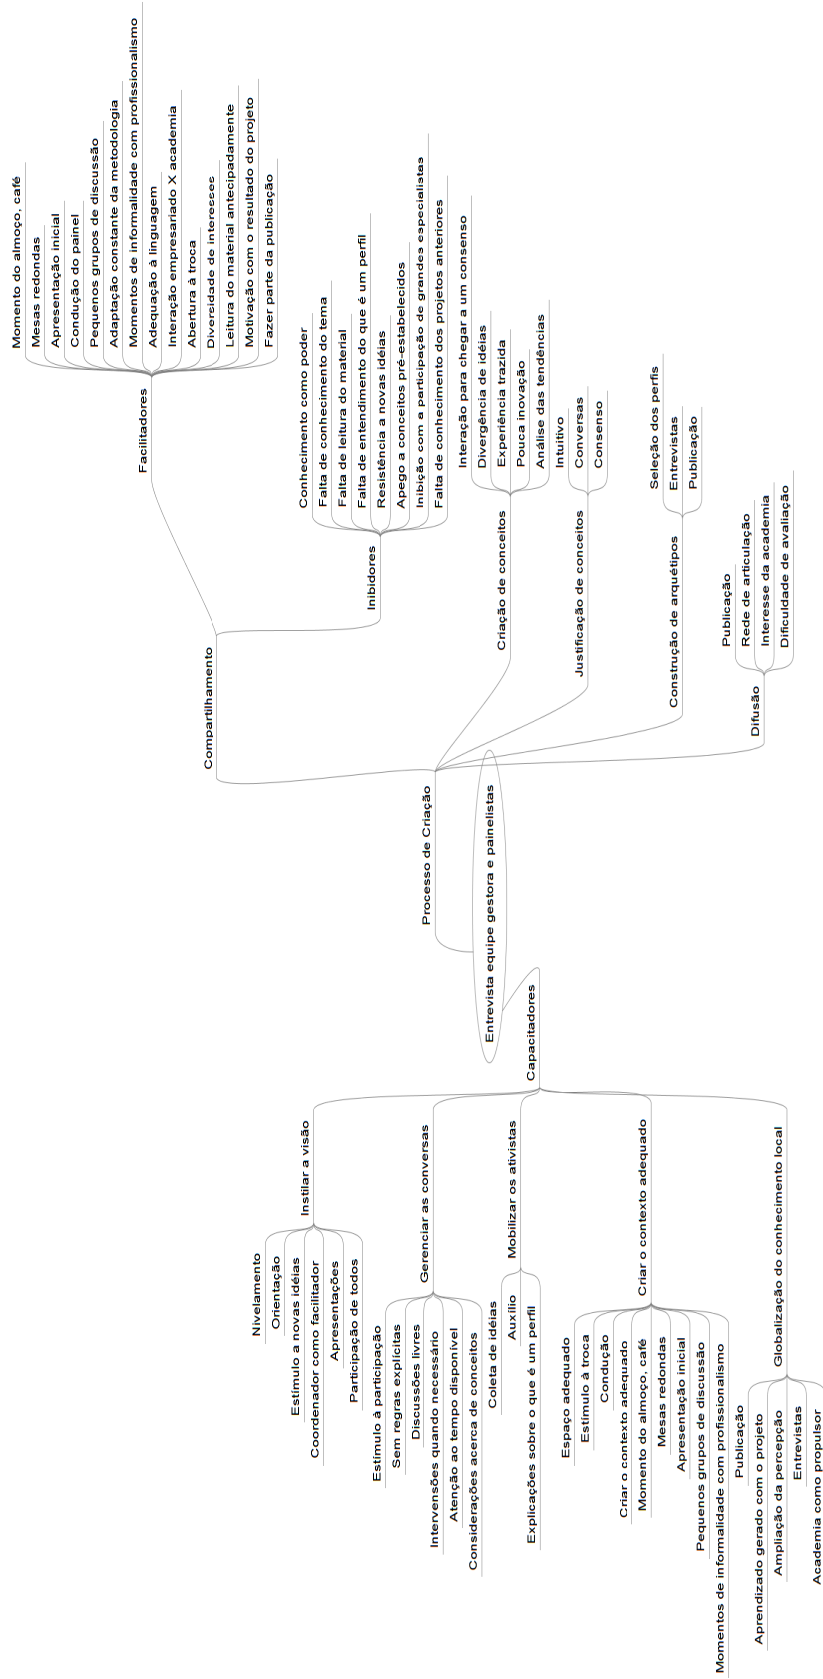 Entrevista equipe gestora e painelistas
Processo de Criação
Compartilhamento
Facilitadores
Momento do almoço, café
Mesas redondas
Apresentação inicial
Condução do painel
Pequenos grupos de discussão
Adaptação constante da metodologia
Momentos de informalidade com profissionalismo
Adequação à linguagem
Interação empresariado X academia
Abertura à troca
Diversidade de interesses
Leitura do material antecipadamente
Motivação com o resultado do projeto
Fazer parte da publicação
Inibidores
Conhecimento como poder
Falta de conhecimento do tema
Falta de leitura do material
Falta de entendimento do que é um perfil
Resistência a novas idéias
Apego a conceitos pré-estabelecidos
Inibição com a participação de grandes especialistas
Falta de conhecimento dos projetos anteriores
Criação de conceitos
Interação para chegar a um consenso
Divergência de idéias
Experiência trazida
Pouca inovação
Análise das tendências
Justificação de conceitos
Intuitivo
Conversas
Consenso
Construção de arquétipos
Seleção dos perfis
Entrevistas
Publicação
Difusão
Publicação
Rede de articulação
Interesse da academia
Dificuldade de avaliação
Capacitadores
Instilar a visão
Nivelamento
Orientação
Estímulo a novas idéias
Coordenador como facilitador
Apresentações
Participação de todos
Gerenciar as conversas
Estímulo à participação
Sem regras explícitas
Discussões livres
Intervensões quando necessário
Atenção ao tempo disponível
Considerações acerca de conceitos
Mobilizar os ativistas
Coleta de idéias
Auxílio
Explicações sobre o que é um perfil
Criar o contexto adequado
Espaço adequado
Estímulo à troca
Condução
Criar o contexto adequado
Momento do almoço, café
Mesas redondas
Apresentação inicial
Pequenos grupos de discussão
Momentos de informalidade com profissionalismo
Globalização do conhecimento local
Publicação
Aprendizado gerado com o projeto
Ampliação da percepção
Entrevistas
Academia como propulsor